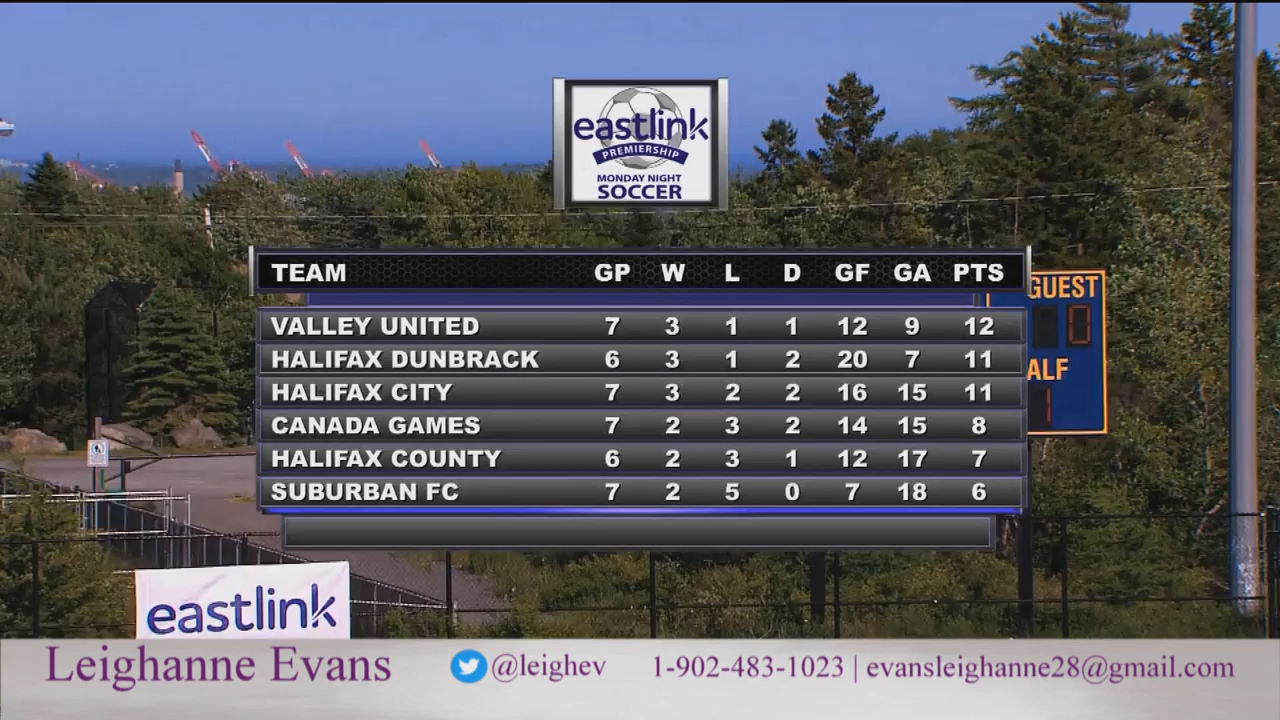 eastlink
PREMIERSHIP
MONDAY NIGHT
SOCCER
TEAM GP W L D GF GA PTS
VALLEY UNITED 7 3 1 1 12 9 12
HALIFAX DUNBRACK 6 3 1 2 20 7 11
HALIFAX CITY 7 3 2 2 16 15 11
CANADA GAMES 7 2 3 2 14 15 8
HALIFAX COUNTY 6 2 3 1 12 17 7
SUBURBAN FC 7 2 5 0 7 18 6
GUEST
0
ALF
1
eastlink
Leighanne Evans @leighev 1-902-483-1023 | evansleighanne28@gmail.com